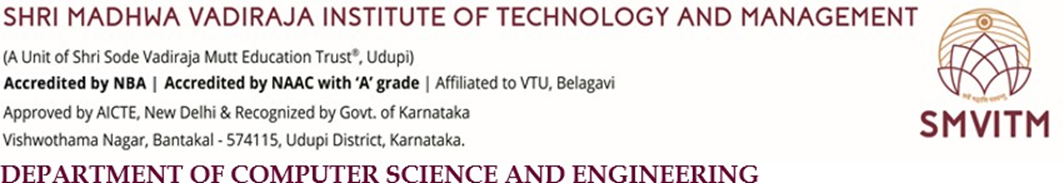 SHRI MADHWA VADIRAJA INSTITUTE OF TECHNOLOGY AND MANAGEMENT
(A Unit of Shri Sode Vadiraja Mutt Education Trust®, Udupi)
Accredited by NBA | Accredited by NAAC with ‘A’ grade | Affiliated to VTU, Belagavi
Approved by AICTE, New Delhi & Recognized by Govt. of Karnataka
Vishwothama Nagar, Bantakal - 574115, Udupi District, Karnataka.
SMVITM
DEPARTMENT OF COMPUTER SCIENCE AND ENGINEERING